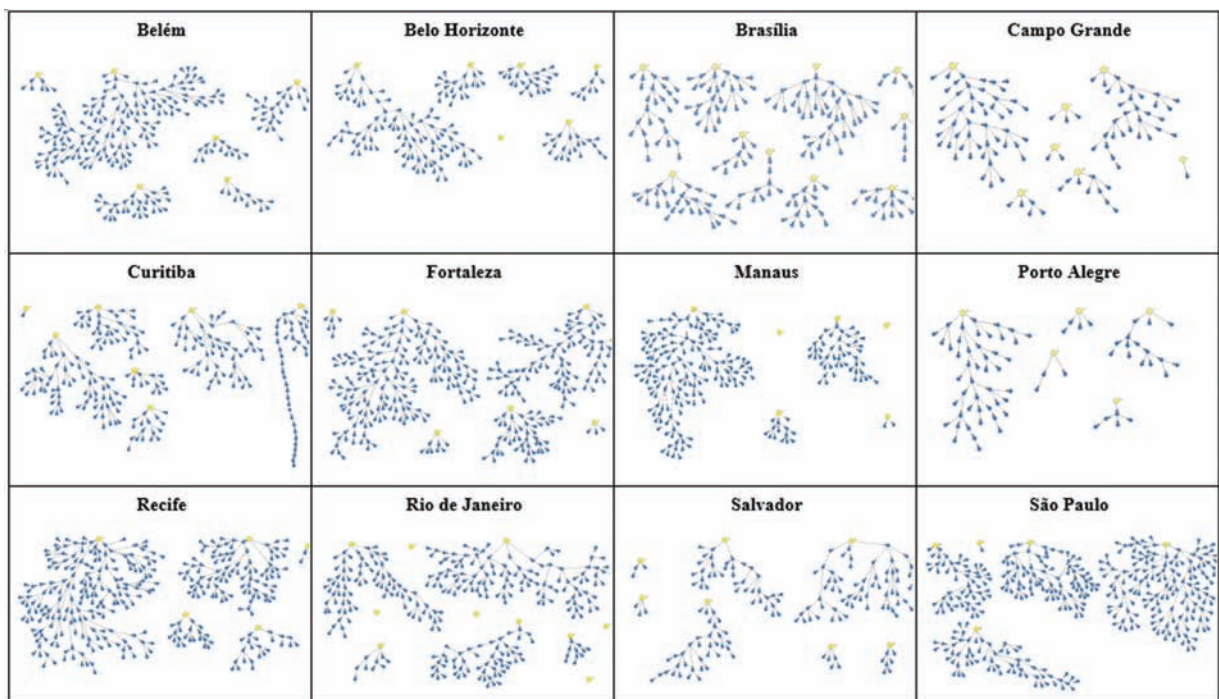 Belém
Belo Horizonte
Brasília
Campo Grande
Curitiba
Fortaleza
Manaus
Porto Alegre
Recife
Rio de Janeiro
Salvador
São Paulo